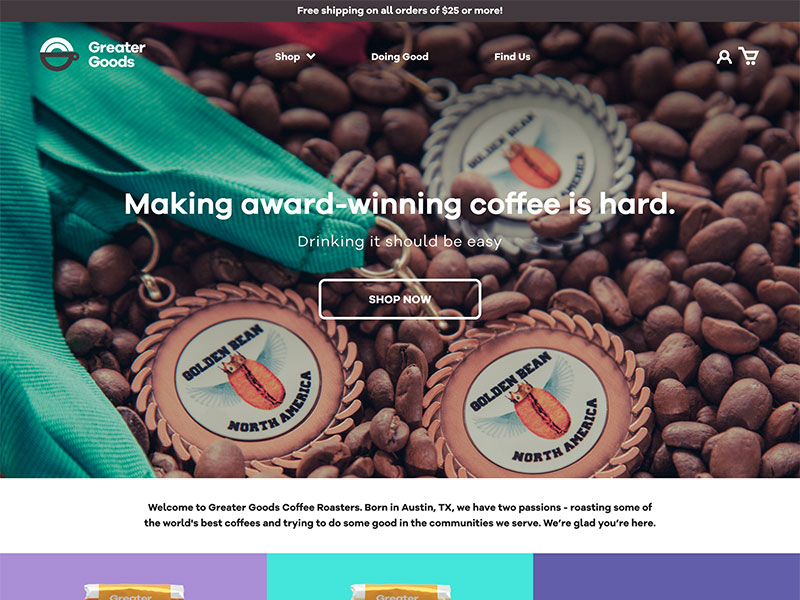 Free shipping on all orders of $25 or more!
Greater
Goods
Shop
Doing Good
Find Us
GOLDEN BEAN
AMERICA
Making award-winning coffee is hard.
Drinking it should be easy
SHOP NOW
GOLDEN BEAN
NORTH AMERICA
GOLDEN BEAN
NORTH AMERICA
Welcome to Greater Goods Coffee Roasters. Born in Austin, TX, we have two passions - roasting some of
the world's best coffees and trying to do some good in the communities we serve. We're glad you're here.
Greater
Greater